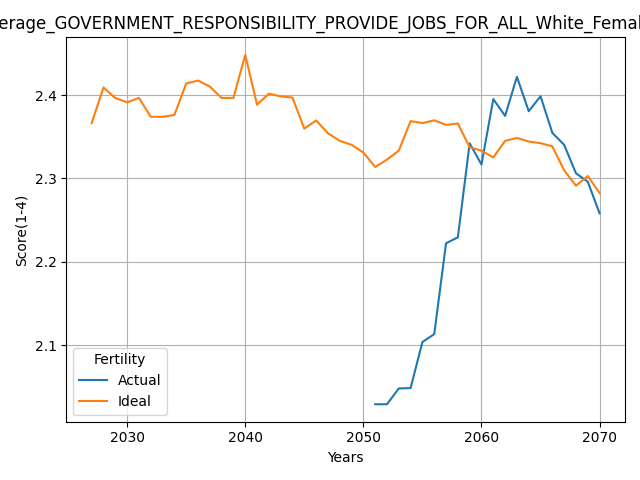 erage_GOVERNMENT_RESPONSIBILITY_PROVIDE_JOBS_FOR_ALL_White_Fema
2.4
2.3
2.2
2.1
Score(1-4)
Fertility
Actual
Ideal
2030 2040 2050 2060 2070
Years